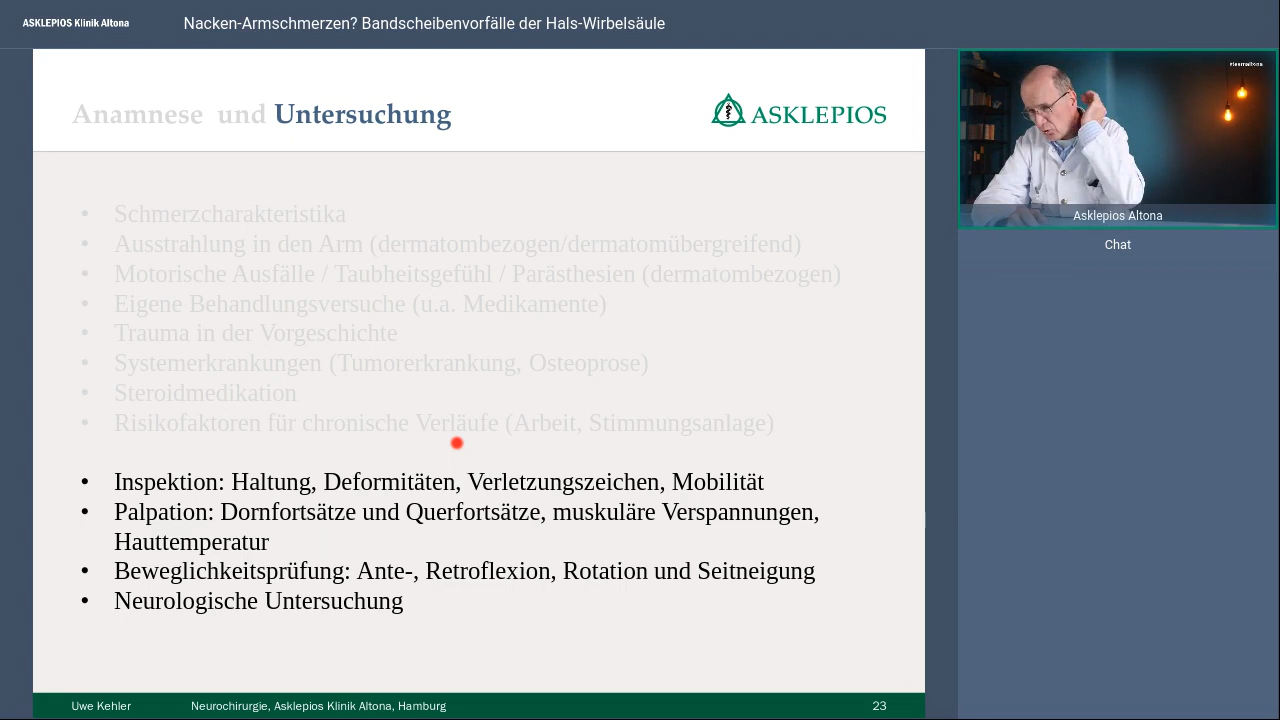 ASKLEPIOS Klinik Altona
Nacken-Armschmerzen? Bandscheibenvorfälle der Hals-Wirbelsäule
Anamnese und Untersuchung
ASKLEPIOS
#teamaltona
Asklepios Altona
Chat
• Schmerzcharakteristika
• Ausstrahlung in den Arm (dermatombezogen/dermatomübergreifend)
• Motorische Ausfälle / Taubheitsgefühl / Parästhesien (dermatombezogen)
• Eigene Behandlungsversuche (u.a. Medikamente)
• Trauma in der Vorgeschichte
• Systemerkrankungen (Tumorerkrankung, Osteoprose)
• Steroidmedikation
• Risikofaktoren für chronische Verläufe (Arbeit, Stimmungsanlage)
• Inspektion: Haltung, Deformitäten, Verletzungszeichen, Mobilität
• Palpation: Dornfortsätze und Querfortsätze, muskuläre Verspannungen,
Hauttemperatur
• Beweglichkeitsprüfung: Ante-, Retroflexion, Rotation und Seitneigung
• Neurologische Untersuchung
Uwe Kehler Neurochirurgie, Asklepios Klinik Altona, Hamburg 23